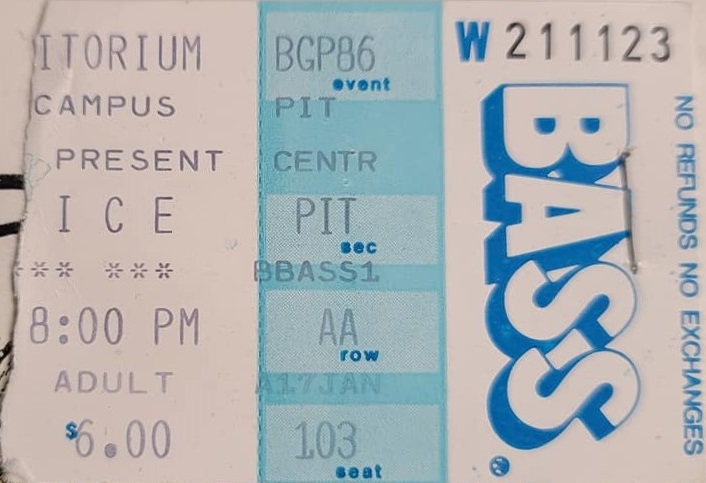 ITORIUM
CAMPUS
PRESENT
I C E
*** ***
8:00 PM
ADULT
$6.00
BGP86
event
PIT
CENTR
PIT
sec
BBASS1
AA
row
A17JAN
103
seat
W 211123
BASS
®
NO REFUNDS NO EXCHANGES